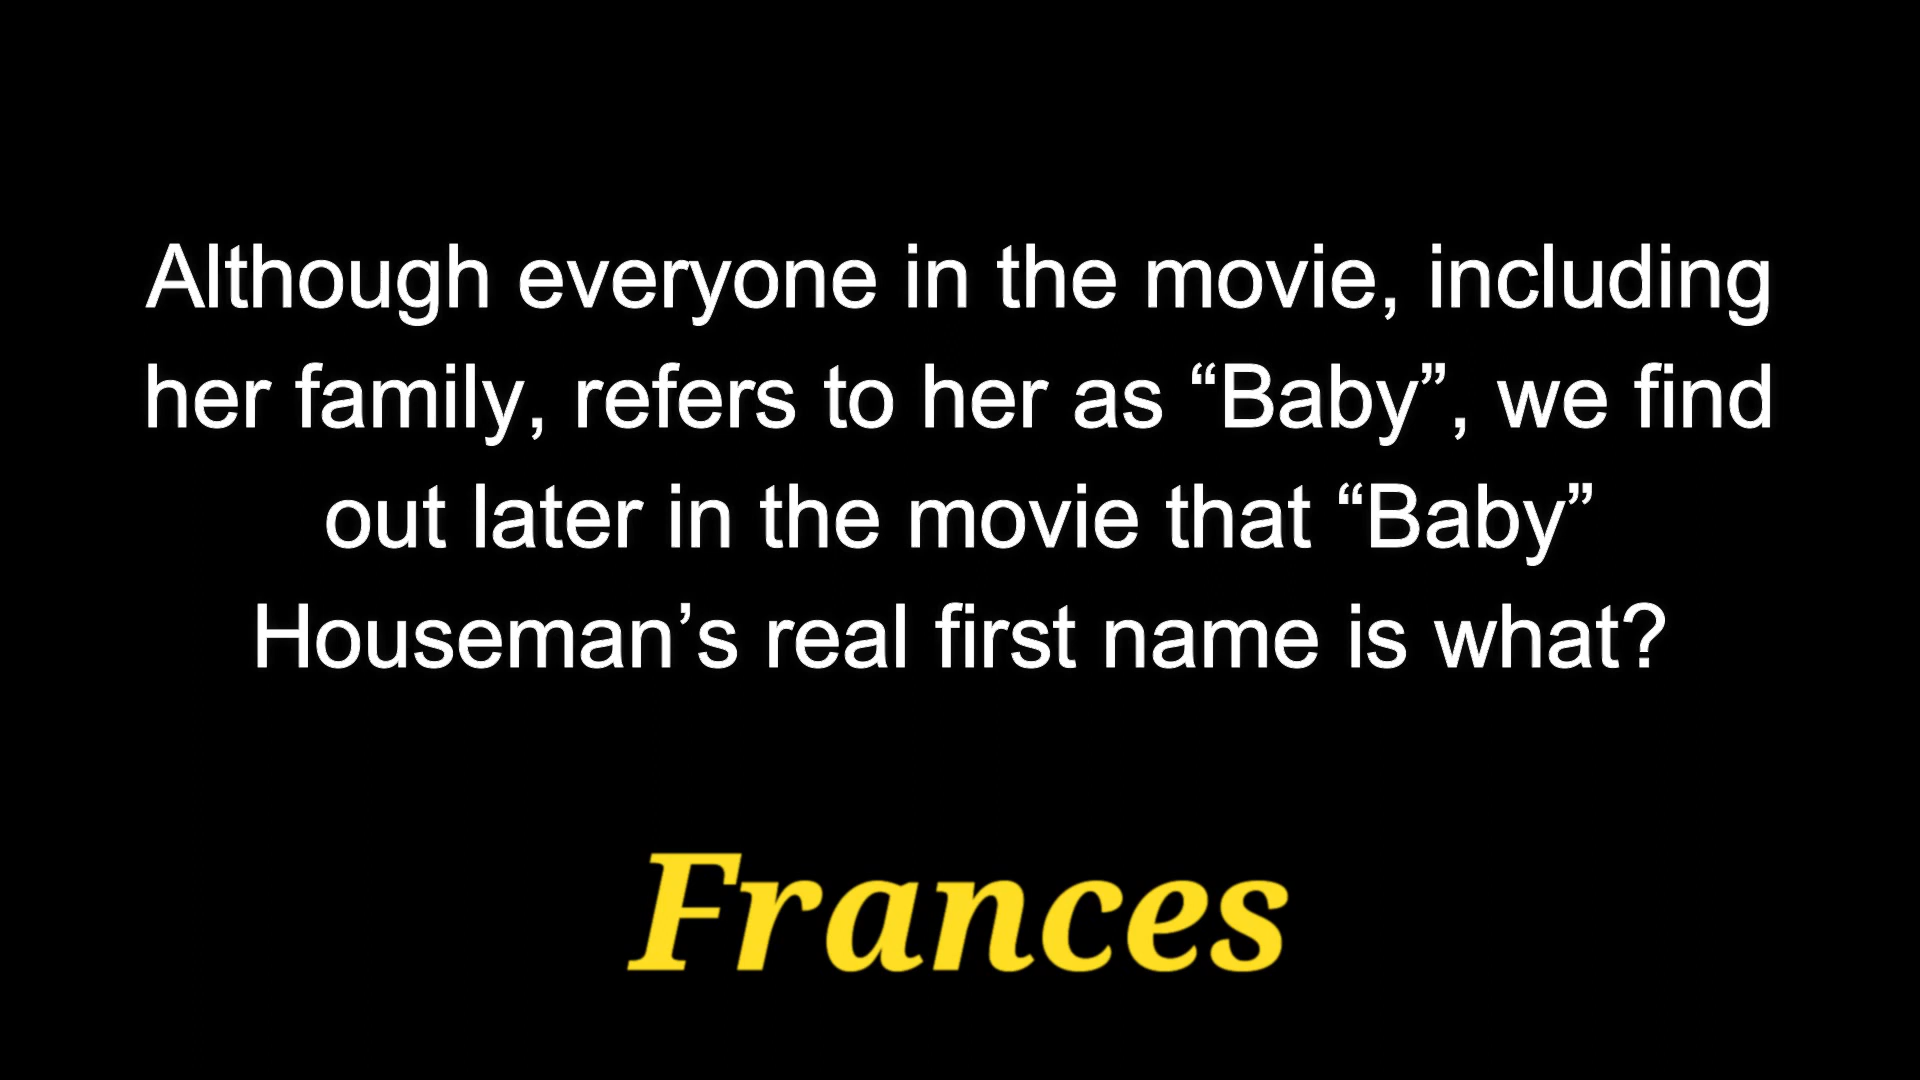 Although everyone in the movie, including
her family, refers to her as “Baby”, we find
out later in the movie that “Baby”
Houseman’s real first name is what?
Frances